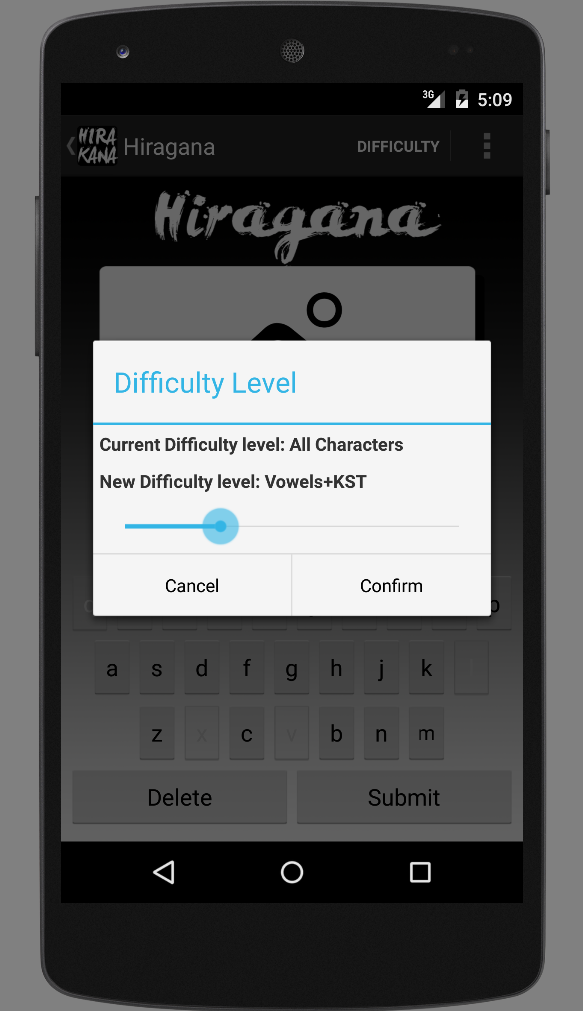 3G 5:09
HIRA
KANA
Hiragana DIFFICULTY
Hiragana
Difficulty Level
Current Difficulty level: All Characters
New Difficulty level: Vowels+KST
Cancel Confirm
p
a s d f g h j k
z x c v b n m
Delete Submit